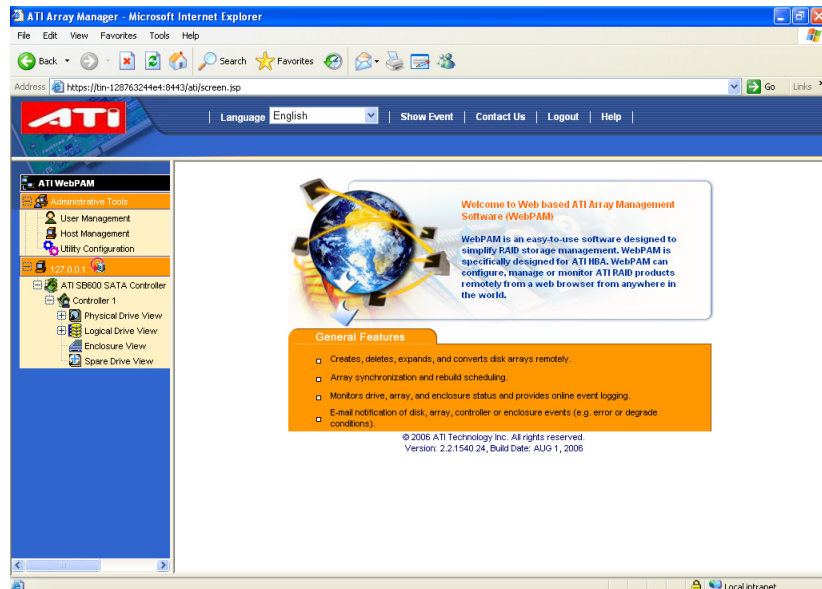 ATI Array Manager - Microsoft Internet Explorer
File Edit View Favorites Tools Help
Back Search Favorites
Address https://tin-128763244e4:8443/ati/screen.jsp Go Links
ATI
Language English | Show Event | Contact Us | Logout | Help |
ATI WebPAM
Administrative Tools
User Management
Host Management
Utility Configuration
127.0.0.1
ATI SB600 SATA Controller
Controller 1
Physical Drive View
Logical Drive View
Enclosure View
Spare Drive View
Welcome to Web based ATI Array Management
Software (WebPAM)
WebPAM is an easy-to-use software designed to
simplify RAID storage management. WebPAM is
specifically designed for ATI HBA. WebPAM can
configure, manage or monitor ATI RAID products
remotely from a web browser from anywhere in
the world.
General Features
Creates, deletes, expands, and converts disk arrays remotely.
Array synchronization and rebuild scheduling.
Monitors drive, array, and enclosure status and provides online event logging.
E-mail notification of disk, array, controller or enclosure events (e.g. error or degrade
conditions).
© 2006 ATI Technology Inc. All rights reserved.
Version: 2.2.1540.24, Build Date: AUG 1, 2006
Local intranet